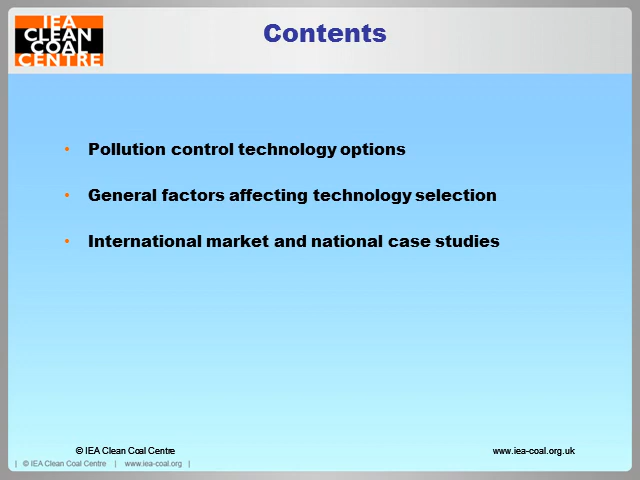 IEA
CLEAN
COAL
CENTRE
Contents
• Pollution control technology options
• General factors affecting technology selection
• International market and national case studies
© IEA Clean Coal Centre
www.iea-coal.org.uk
| © IEA Clean Coal Centre | www.iea-coal.org |